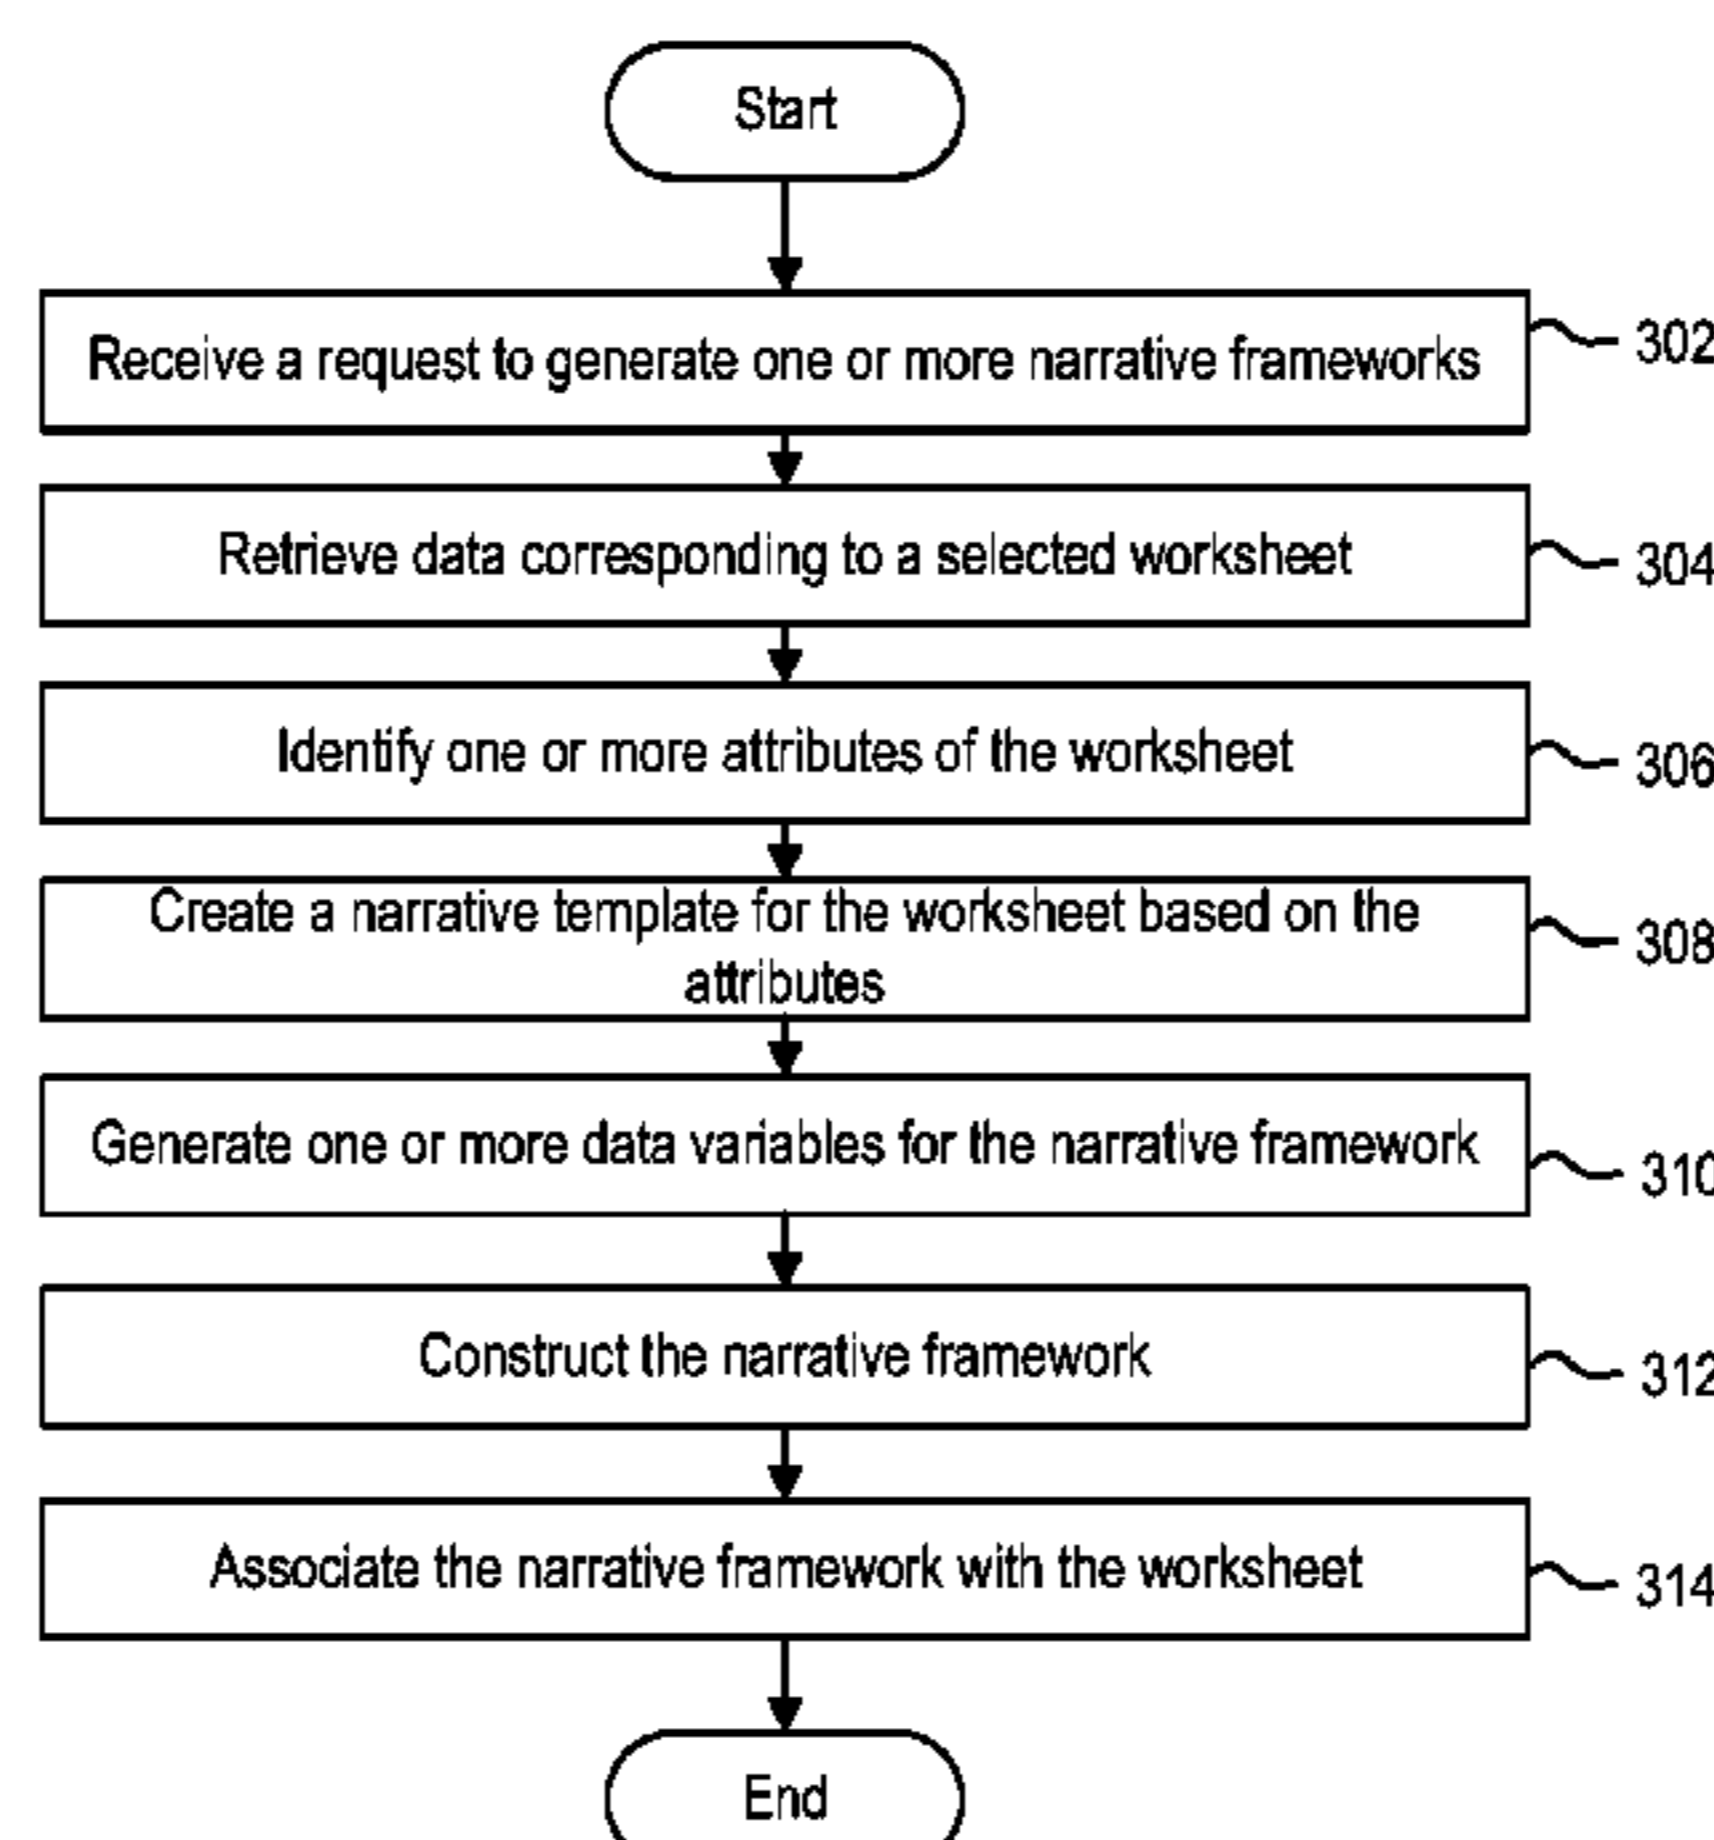 Start
Receive a request to generate one or more narrative frameworks
302
Retrieve data corresponding to a selected worksheet
304
Identify one or more attributes of the worksheet
306
Create a narrative template for the worksheet based on the
attributes
308
Generate one or more data variables for the narrative framework
310
Construct the narrative framework
312
Associate the narrative framework with the worksheet
314
End